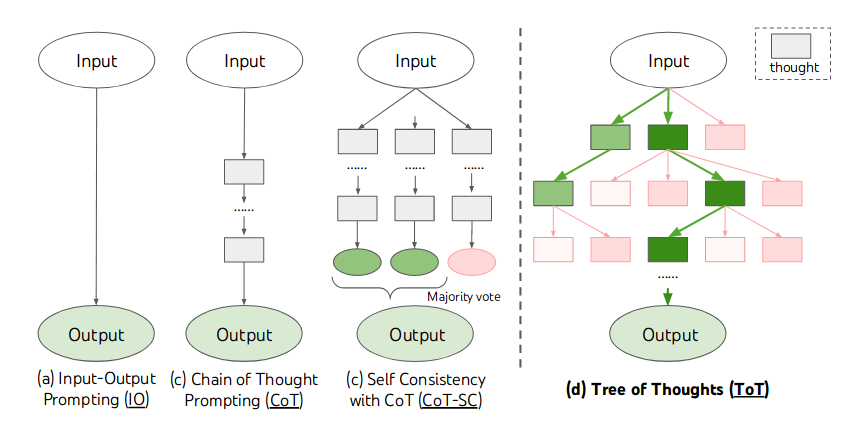 Input
Input
Input
Input
thought
......
......
......
......
......
Majority vote
Output
Output
Output
Output
(a) Input-Output
Prompting (IO)
(c) Chain of Thought
Prompting (CoT)
(c) Self Consistency
with CoT (CoT-SC)
(d) Tree of Thoughts (ToT)